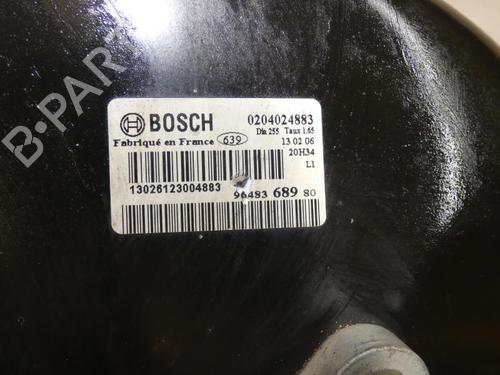 B-PARTS
BOSCH 0204024883
Dia 255 Taux 1.65
Fabriqué en France 639 13 02 06
20H34
L1
13026123004883
96483 689 80